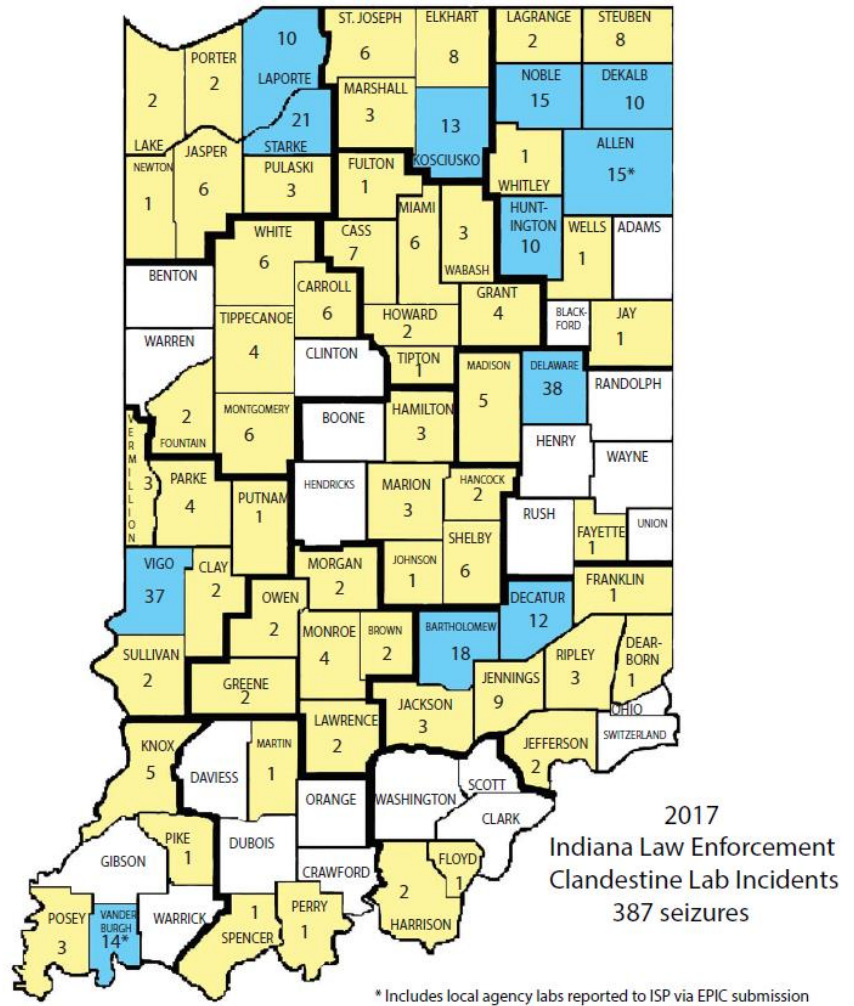 ST. JOSEPH
6
ELKHART
8
LAGRANGE
2
STEUBEN
8
10
LAPORTE
PORTER
2
2
LAKE
MARSHALL
3
NOBLE
15
DEKALB
10
21
STARKE
13
KOSCIUSKO
ALLEN
15*
NEWTON
1
JASPER
6
PULASKI
3
FULTON
1
1
WHITLEY
MIAMI
6
3
WABASH
HUNT-
INGTON
10
WELLS
1
ADAMS
WHITE
6
CASS
7
BENTON
CARROLL
6
GRANT
4
HOWARD
2
BLACK-
FORD
JAY
1
TIPPECANOE
4
WARREN
CLINTON
TIPTON
1
MADISON
5
DELAWARE
38
RANDOLPH
2
FOUNTAIN
MONTGOMERY
6
BOONE
HAMILTON
3
HENRY
WAYNE
VERMILLION
3
PARKE
4
PUTNAM
1
HENDRICKS
MARION
3
HANCOCK
2
RUSH
FAYETTE
1
UNION
SHELBY
6
JOHNSON
1
VIGO
37
CLAY
2
MORGAN
2
FRANKLIN
1
OWEN
2
DECATUR
12
MONROE
4
BROWN
2
BARTHOLOMEW
18
SULLIVAN
2
GREENE
2
JENNINGS
9
RIPLEY
3
DEAR-
BORN
1
LAWRENCE
2
JACKSON
3
OHIO
SWITZERLAND
JEFFERSON
2
KNOX
5
DAVIESS
MARTIN
1
ORANGE
WASHINGTON
SCOTT
CLARK
PIKE
1
DUBOIS
GIBSON
CRAWFORD
FLOYD
1
2
HARRISON
POSEY
3
VANDER
BURGH
14*
WARRICK
1
SPENCER
PERRY
1
2017
Indiana Law Enforcement
Clandestine Lab Incidents
387 seizures
* Includes local agency labs reported to ISP via EPIC submission